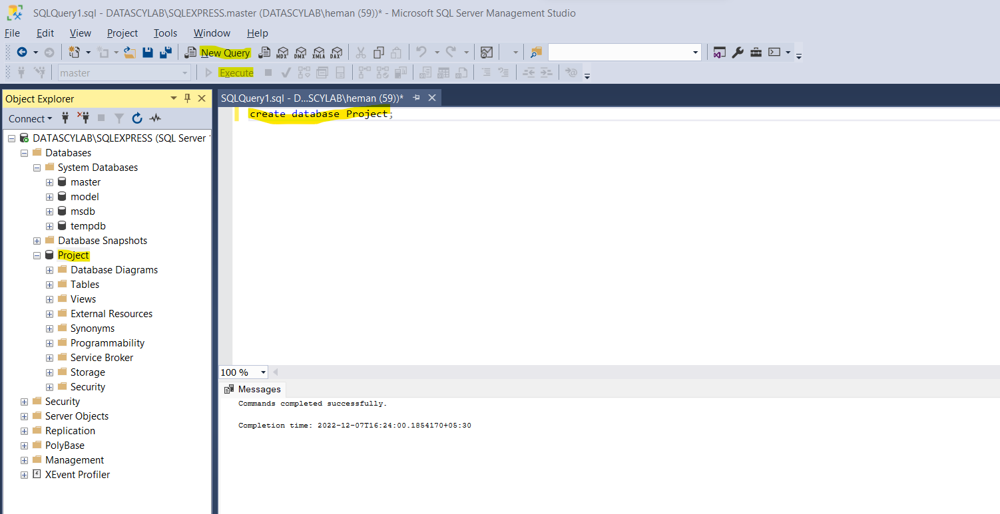 SQLQuery1.sql - DATASCYLAB\SQLEXPRESS.master (DATASCYLAB\heman (59))* - Microsoft SQL Server Management Studio
File Edit View Project Tools Window Help
New Query MDX DMX XMLA DAX
master Execute
Object Explorer
Connect
DATASCYLAB\SQLEXPRESS (SQL Server
Databases
System Databases
master
model
msdb
tempdb
Database Snapshots
Project
Database Diagrams
Tables
Views
External Resources
Synonyms
Programmability
Service Broker
Storage
Security
Security
Server Objects
Replication
PolyBase
Management
XEvent Profiler
SQLQuery1.sql - D...SCYLAB\heman (59))*
create database Project;
100 %
Messages
Commands completed successfully.
Completion time: 2022-12-07T16:24:00.1854170+05:30